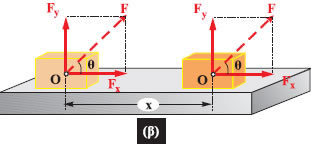 Fy F Fy F
θ θ
O Fx O Fx
x
(β)